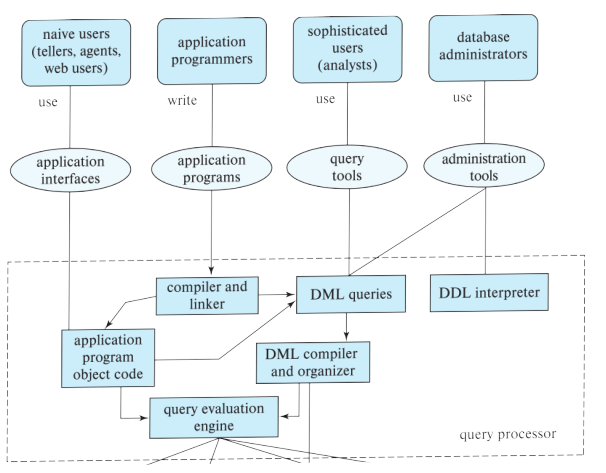 naive users
(tellers, agents,
web users)
application
programmers
sophisticated
users
(analysts)
database
administrators
use
write
use
use
application
interfaces
application
programs
query
tools
administration
tools
compiler and
linker
DML queries
DDL interpreter
application
program
object code
DML compiler
and organizer
query evaluation
engine
query processor